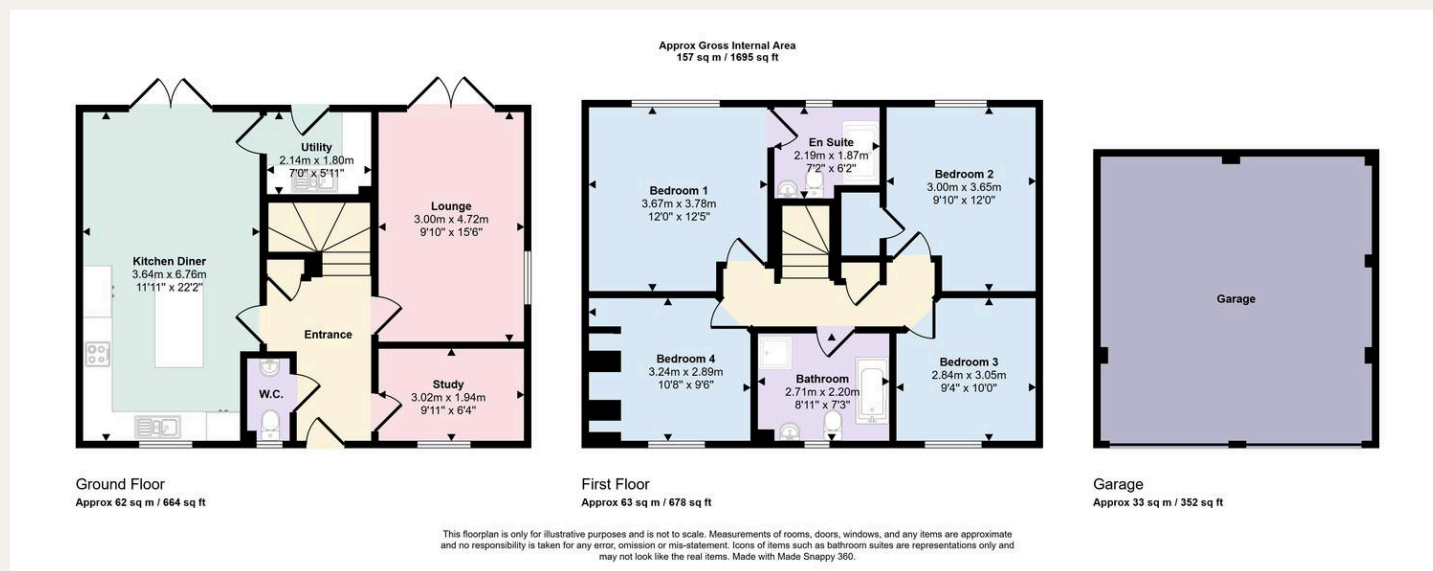 Approx Gross Internal Area
157 sq m / 1695 sq ft
Utility
2.14m x 1.80m
7'0" x 5'11"
Lounge
3.00m x 4.72m
9'10" x 15'6"
Kitchen Diner
3.64m x 6.76m
11'11" x 22'2"
Entrance
W.C.
Study
3.02m x 1.94m
9'11" x 6'4"
Ground Floor
Approx 62 sq m / 664 sq ft
En Suite
2.19m x 1.87m
7'2" x 6'2"
Bedroom 1
3.67m x 3.78m
12'0" x 12'5"
Bedroom 2
3.00m x 3.65m
9'10" x 12'0"
Bedroom 4
3.24m x 2.89m
10'8" x 9'6"
Bathroom
2.71m x 2.20m
8'11" x 7'3"
Bedroom 3
2.84m x 3.05m
9'4" x 10'0"
First Floor
Approx 63 sq m / 678 sq ft
Garage
Garage
Approx 33 sq m / 352 sq ft
This floorplan is only for illustrative purposes and is not to scale. Measurements of rooms, doors, windows, and any items are approximate
and no responsibility is taken for any error, omission or mis-statement. Icons of items such as bathroom suites are representations only and
may not look like the real items. Made with Made Snappy 360.